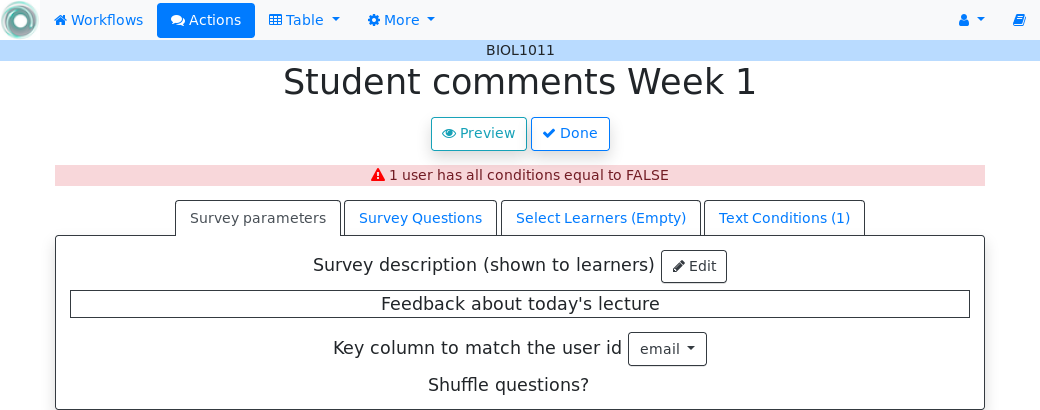 Workflows Actions Table More
BIOL1011
Student comments Week 1
Preview Done
1 user has all conditions equal to FALSE
Survey parameters Survey Questions Select Learners (Empty) Text Conditions (1)
Survey description (shown to learners) Edit
Feedback about today's lecture
Key column to match the user id email
Shuffle questions?